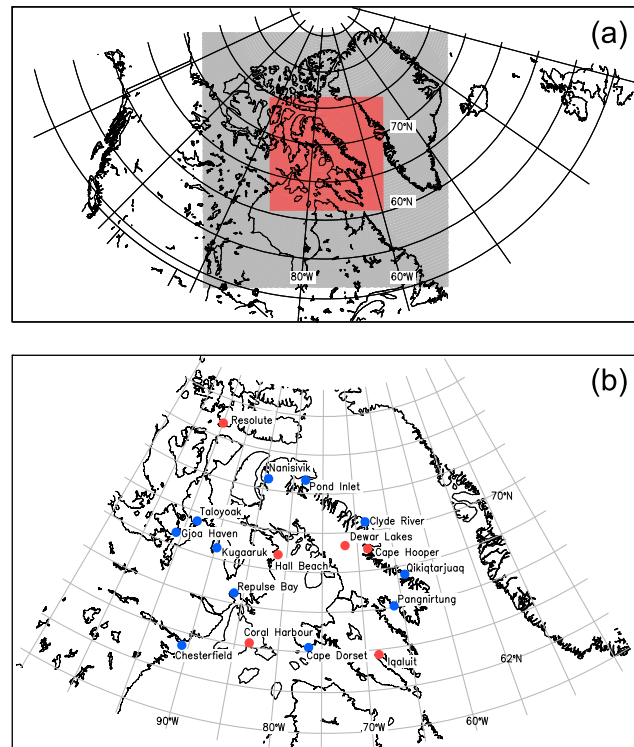 (a)
70°N
60°N
80°W
60°W
(b)
Resolute
Nanisivik
Pond Inlet
70°N
Taloyoak
Clyde River
Gjoa Haven
Dewar Lakes
Kugaaruk
Cape Hooper
Hall Beach
Qikiqtarjuaq
Repulse Bay
Pangnirtung
Coral Harbour
Chesterfield
Cape Dorset
Iqaluit
62°N
90°W
80°W
60°W